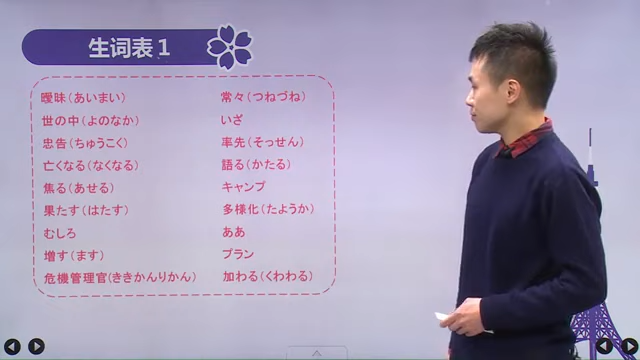 生词表1
曖昧(あいまい)
世の中(よのなか)
忠告(ちゅうこく)
亡くなる(なくなる)
焦る(あせる)
果たす(はたす)
むしろ
増す(ます)
危機管理官(ききかんりかん)
常々(つねづね)
いざ
率先(そっせん)
語る(かたる)
キャンプ
多様化(たようか)
ああ
プラン
加わる(くわわる)